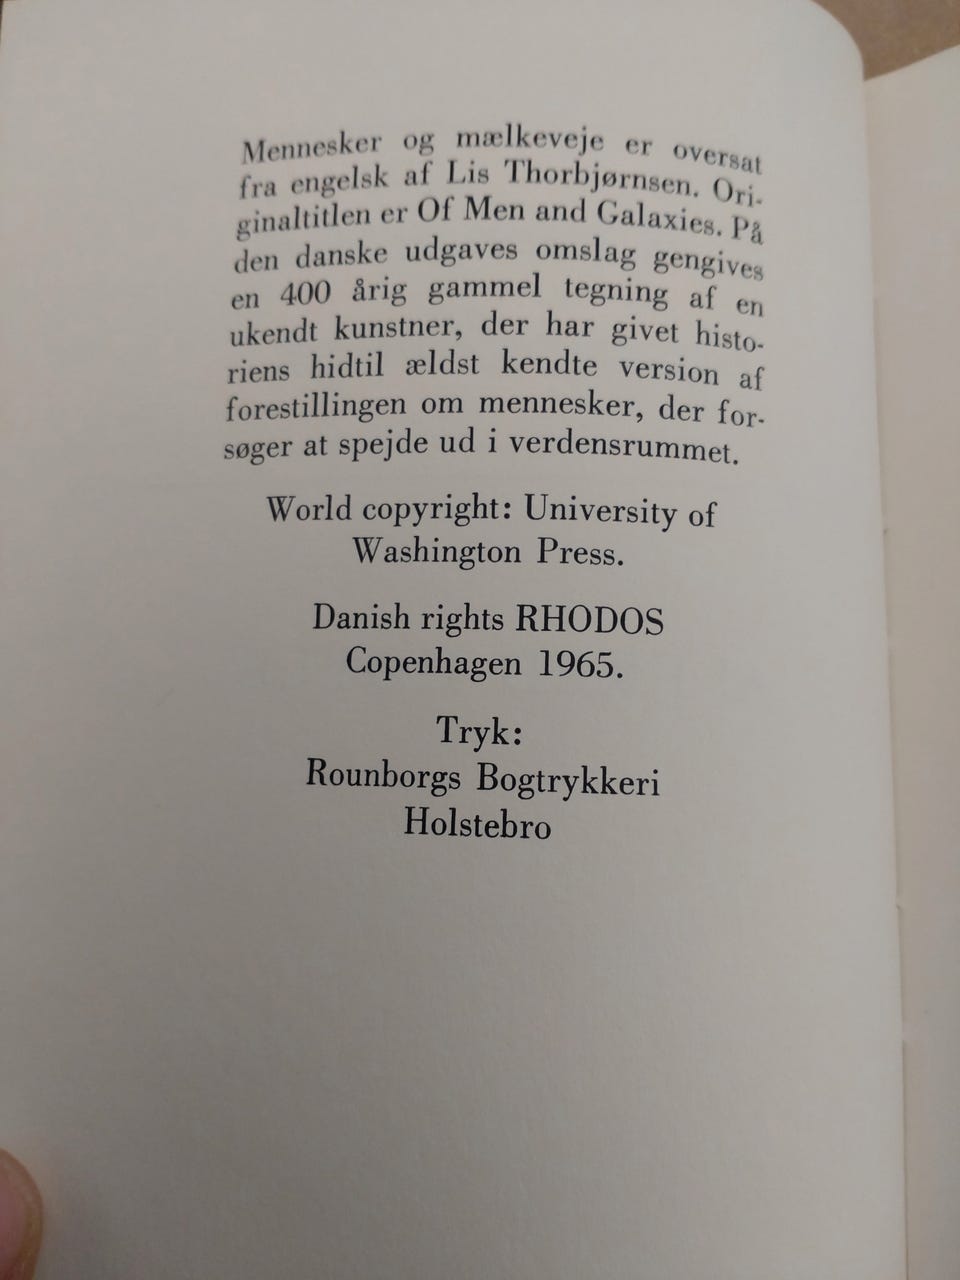 Mennesker og mælkeveje er oversat
fra engelsk af Lis Thorbjørnsen. Ori-
ginaltitlen er Of Men and Galaxies. På
den danske udgaves omslag gengives
en 400 årig gammel tegning af en
ukendt kunstner, der har givet histo-
riens hidtil ældst kendte version af
forestillingen om mennesker, der for-
søger at spejde ud i verdensrummet.
World copyright: University of
Washington Press.
Danish rights RHODOS
Copenhagen 1965.
Tryk:
Rounborgs Bogtrykkeri
Holstebro